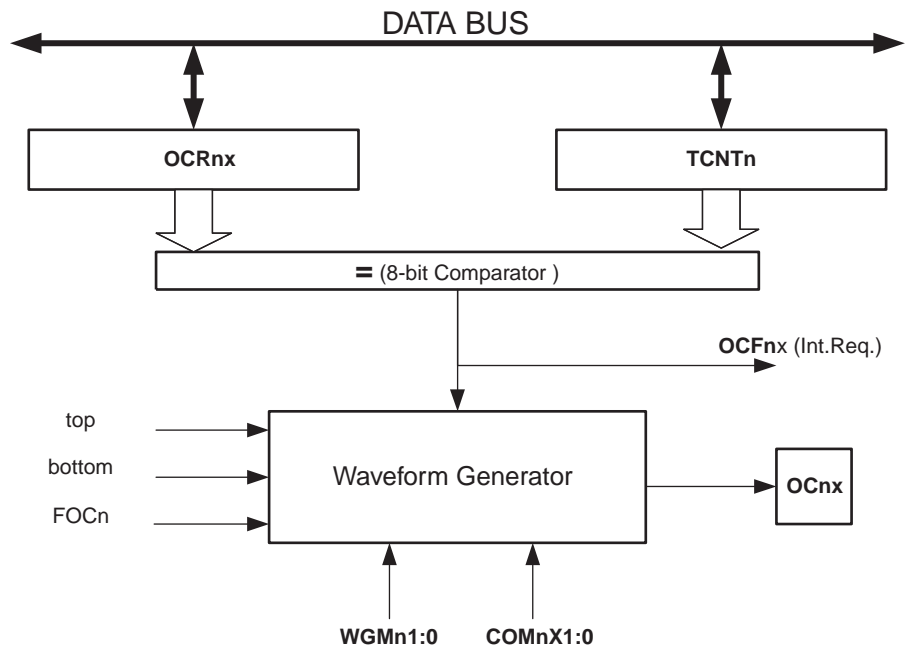 DATA BUS
OCRnx
TCNTn
= (8-bit Comparator )
OCFnx (Int.Req.)
top
bottom
FOCn
Waveform Generator
OCnx
WGMn1:0
COMnX1:0